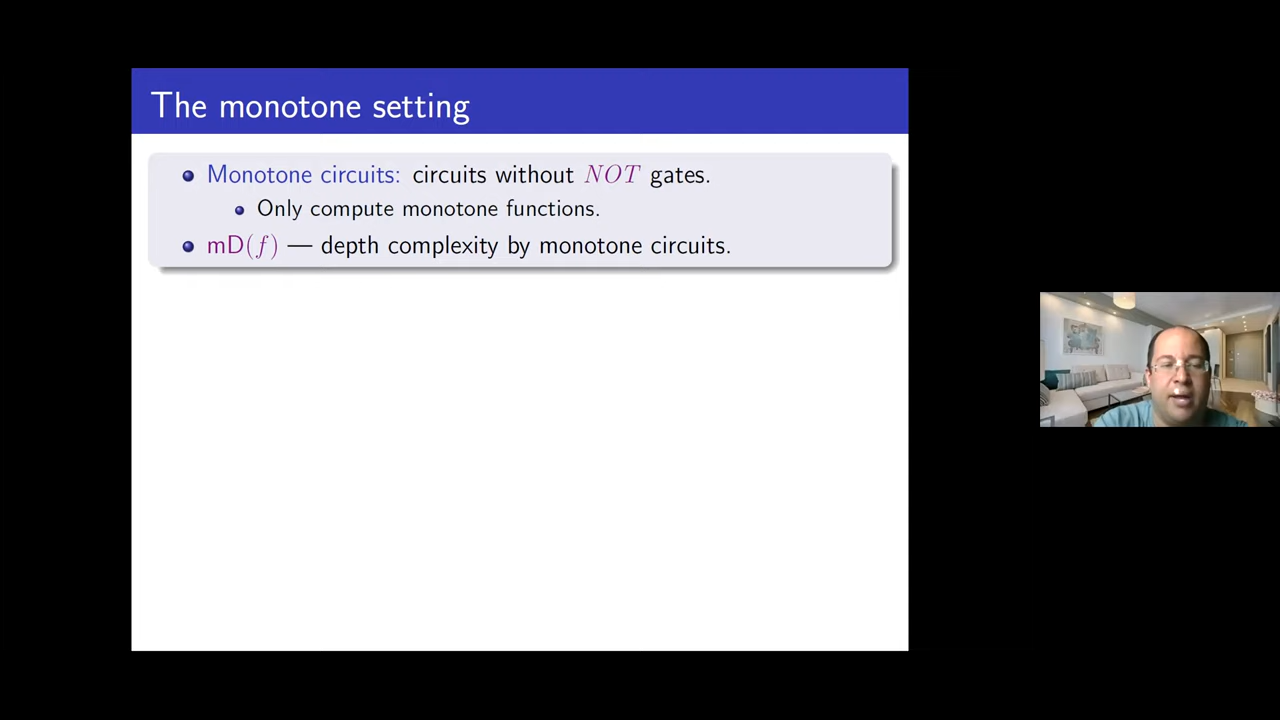 The monotone setting
Monotone circuits: circuits without NOT gates.
Only compute monotone functions.
mD(f) — depth complexity by monotone circuits.